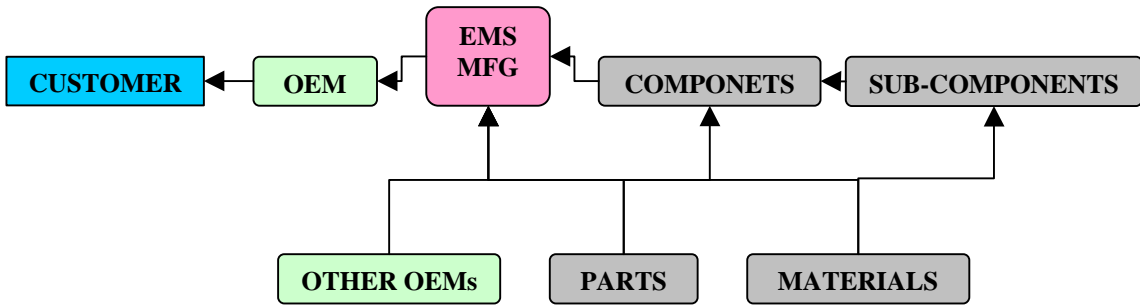 CUSTOMER
OEM
EMS
MFG
COMPONETS
SUB-COMPONENTS
OTHER OEMs
PARTS
MATERIALS